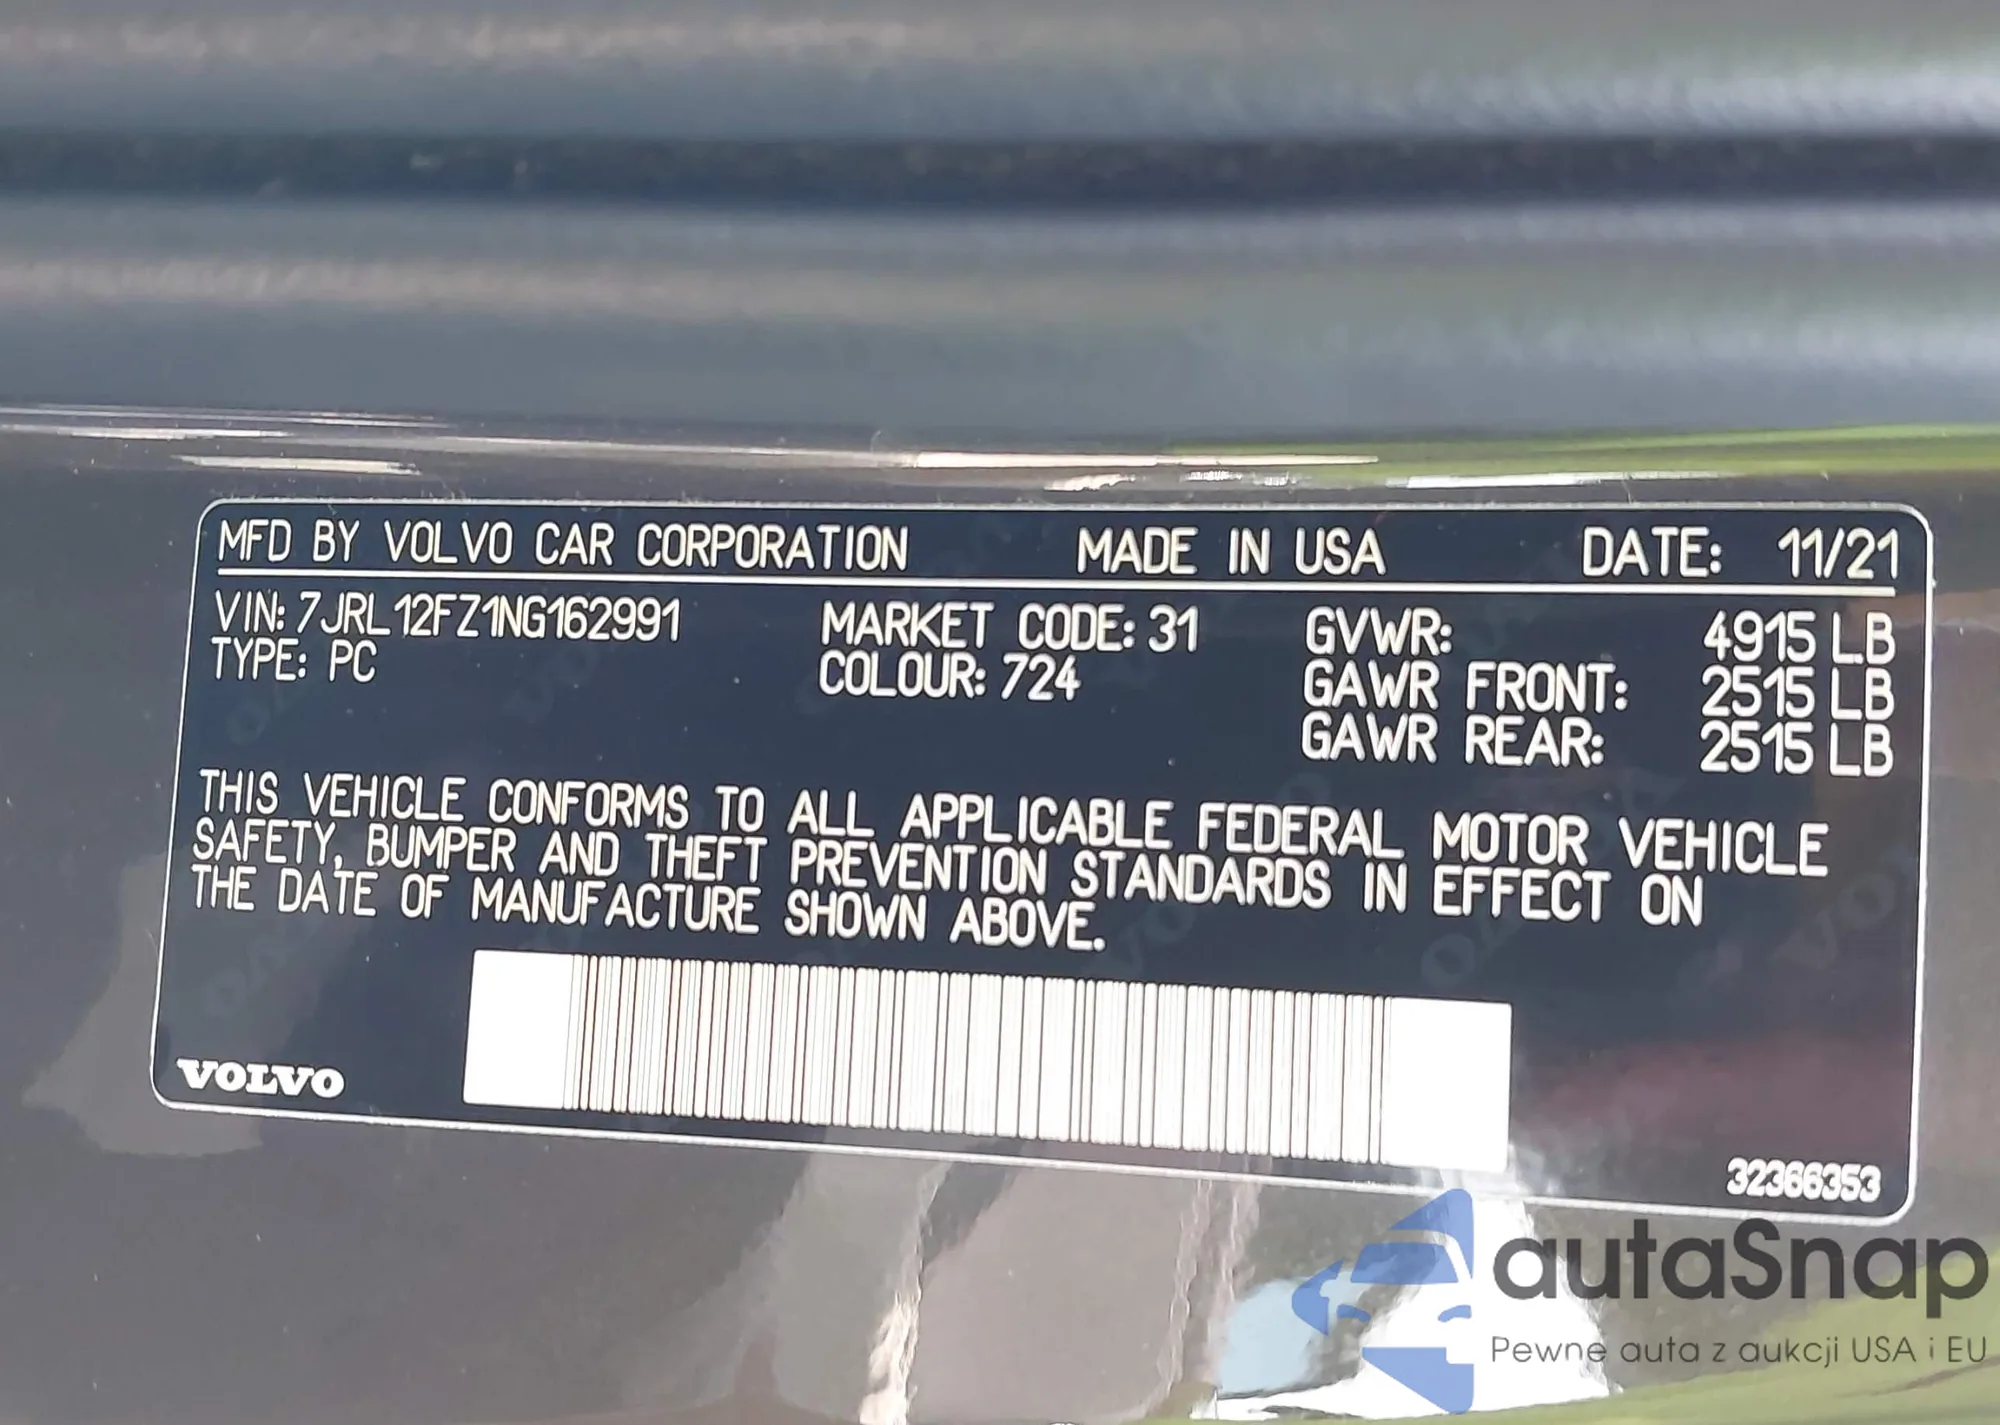 MFD BY VOLVO CAR CORPORATION MADE IN USA DATE: 11/21
VIN: 7JRL12FZ1NG162991 MARKET CODE: 31 GVWR: 4915 LB
TYPE: PC COLOUR: 724 GAWR FRONT: 2515 LB
GAWR REAR: 2515 LB
THIS VEHICLE CONFORMS TO ALL APPLICABLE FEDERAL MOTOR VEHICLE
SAFETY, BUMPER AND THEFT PREVENTION STANDARDS IN EFFECT ON
THE DATE OF MANUFACTURE SHOWN ABOVE.
VOLVO
32366353
autaSnap
Pewne auta z aukcji USA i EU